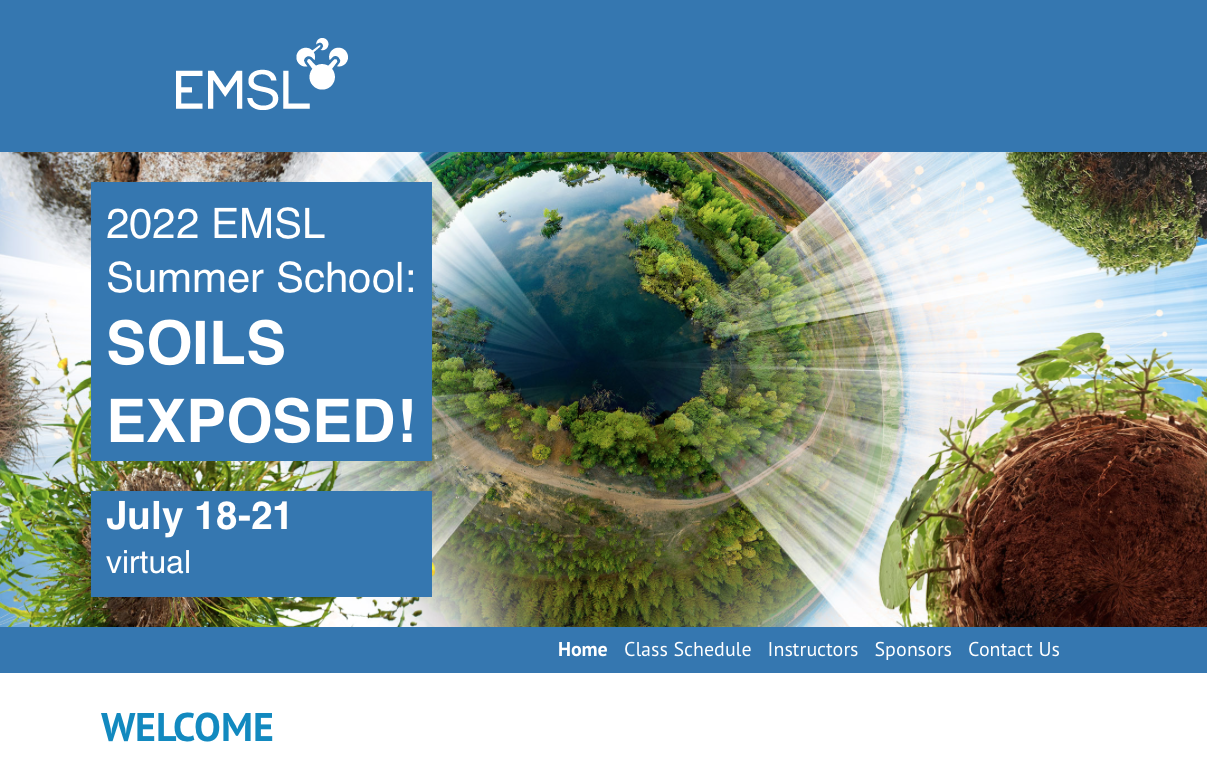 EMSL
2022 EMSL
Summer School:
SOILS
EXPOSED!
July 18-21
virtual
Home Class Schedule Instructors Sponsors Contact Us
WELCOME